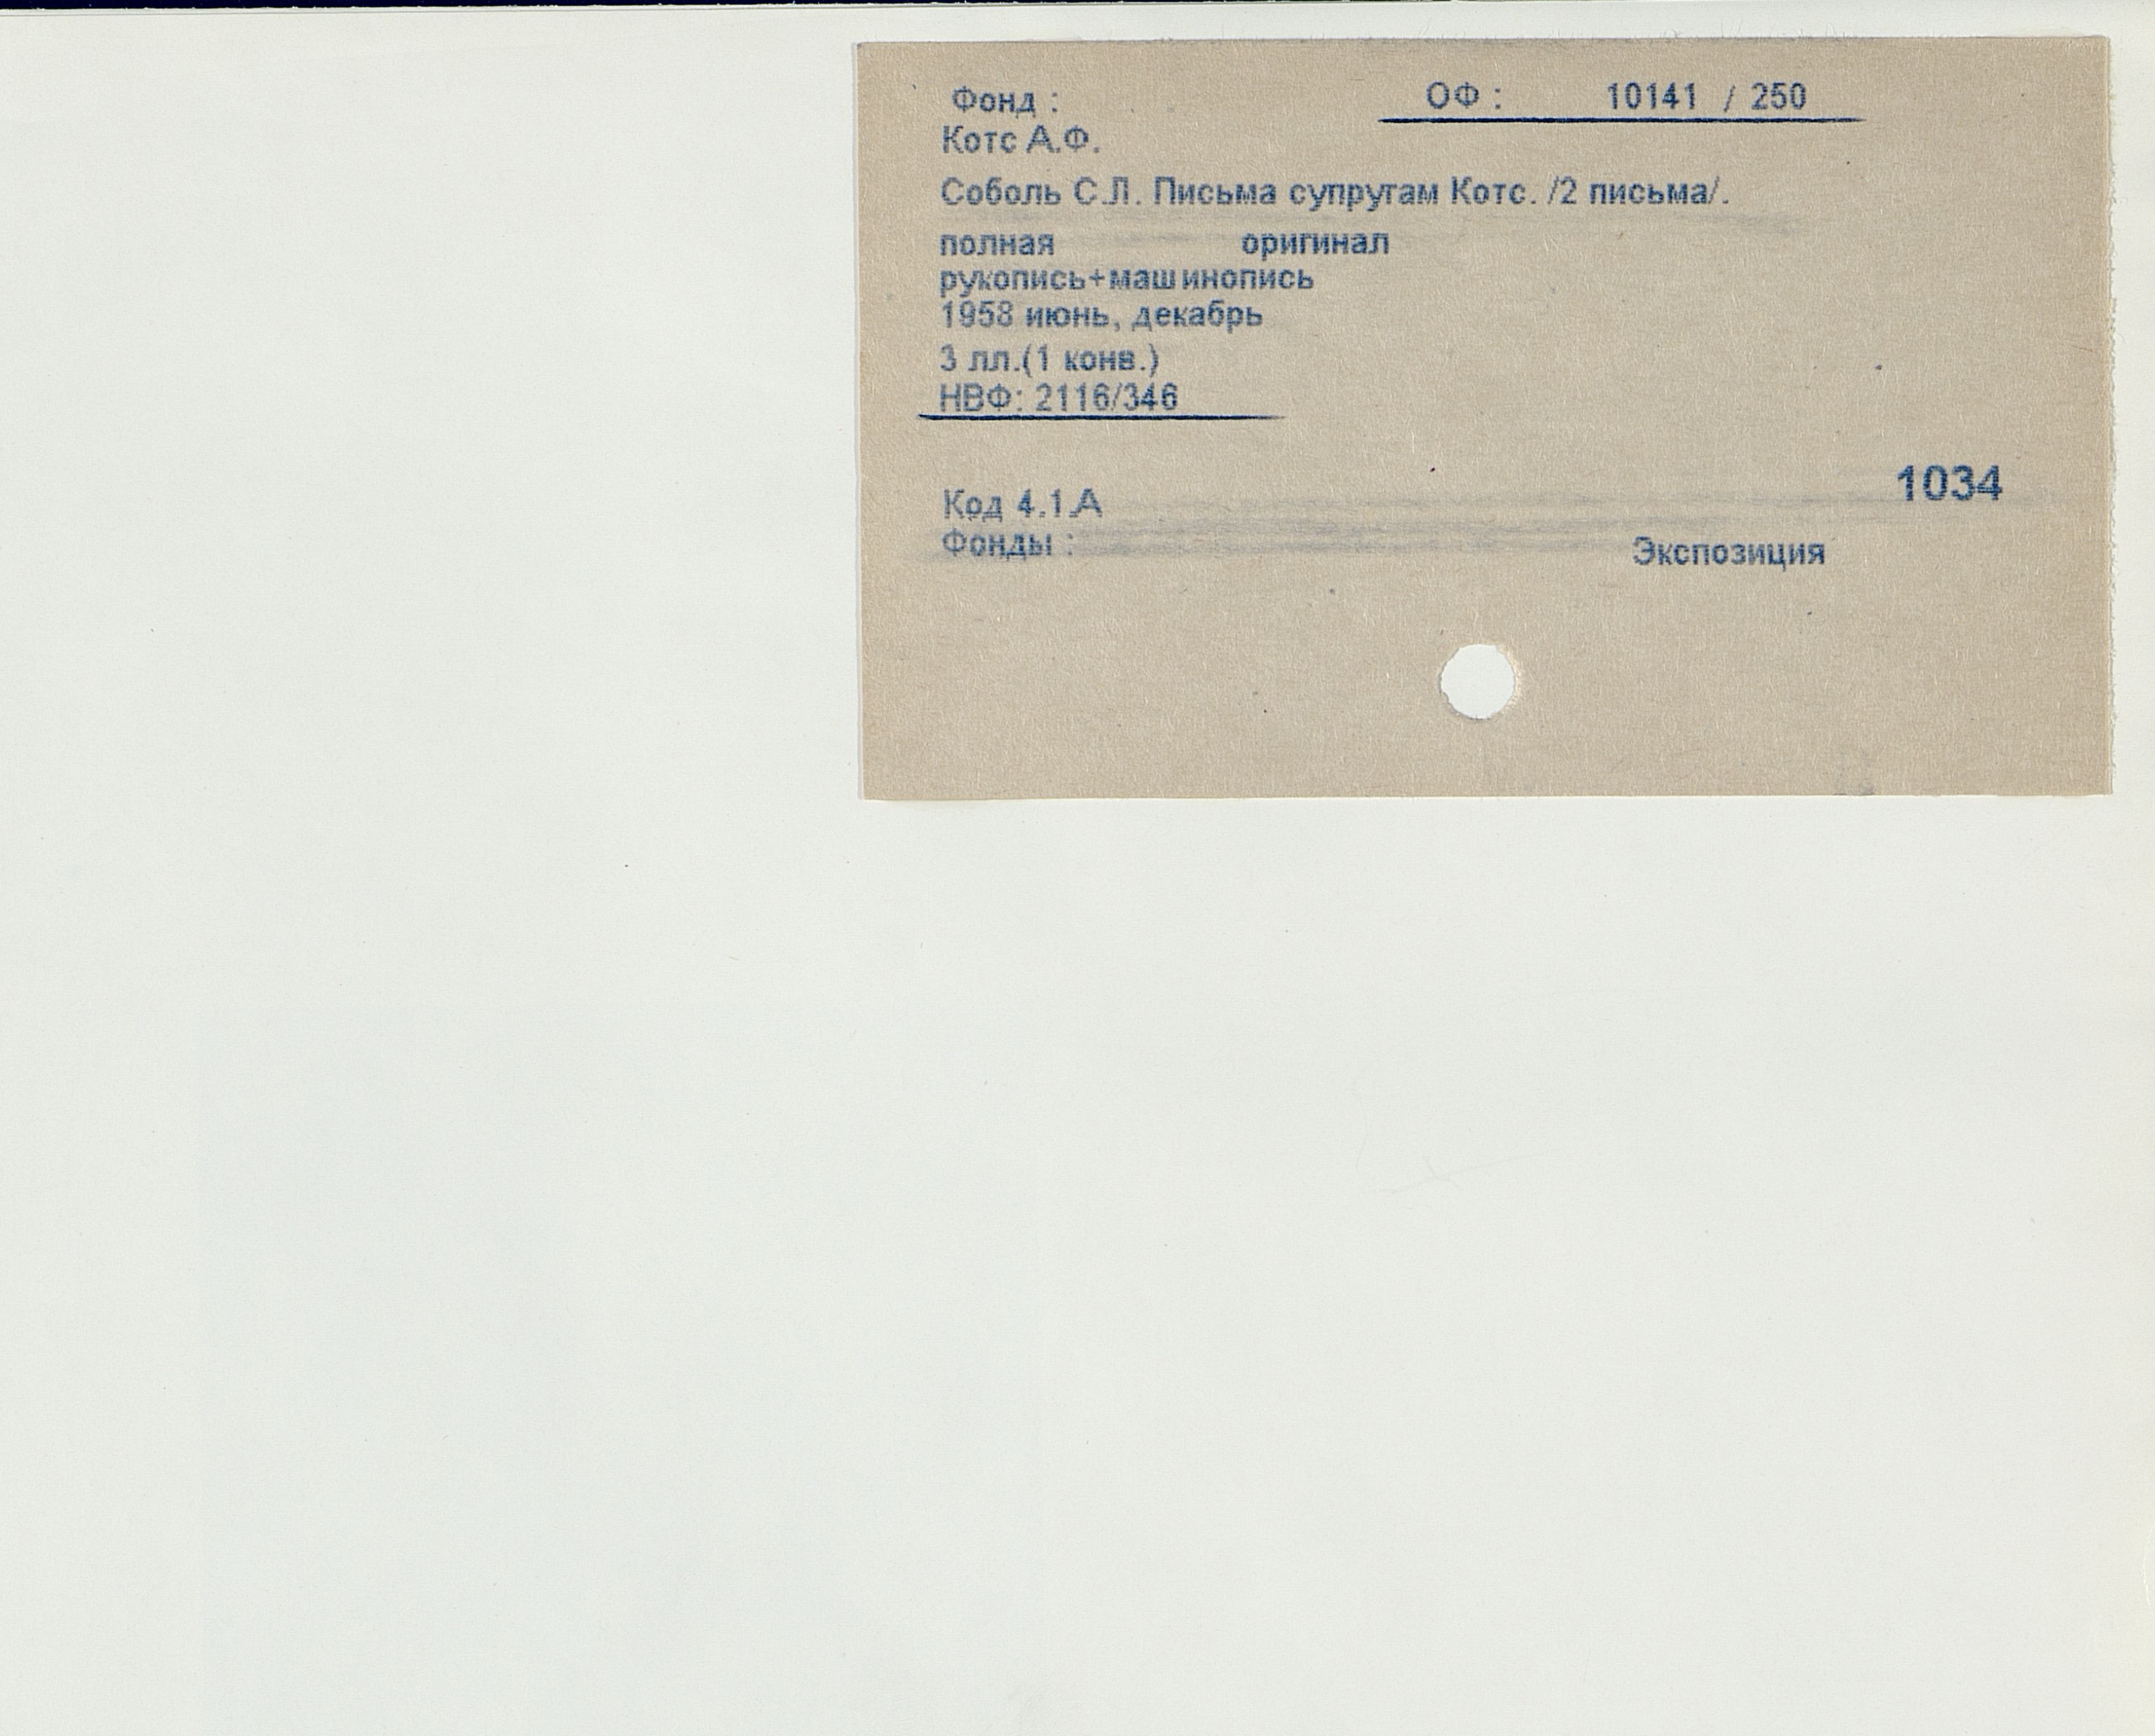 Фонд : ОФ : 10141 / 250
Котс А.Ф.
Соболь С.Л. Письма супругам Котс. /2 письма/.
полная оригинал
рукопись+машинопись
1958 июнь, декабрь
3 лл.(1 конв.)
НВФ: 2116/346
1034
Код 4.1.А
Фонды : Экспозиция